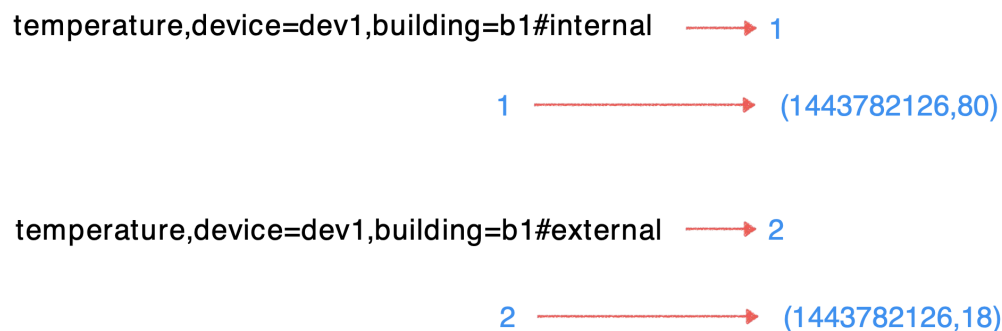 temperature,device=dev1,building=b1#internal 1
1 (1443782126,80)
temperature,device=dev1,building=b1#external 2
2 (1443782126,18)